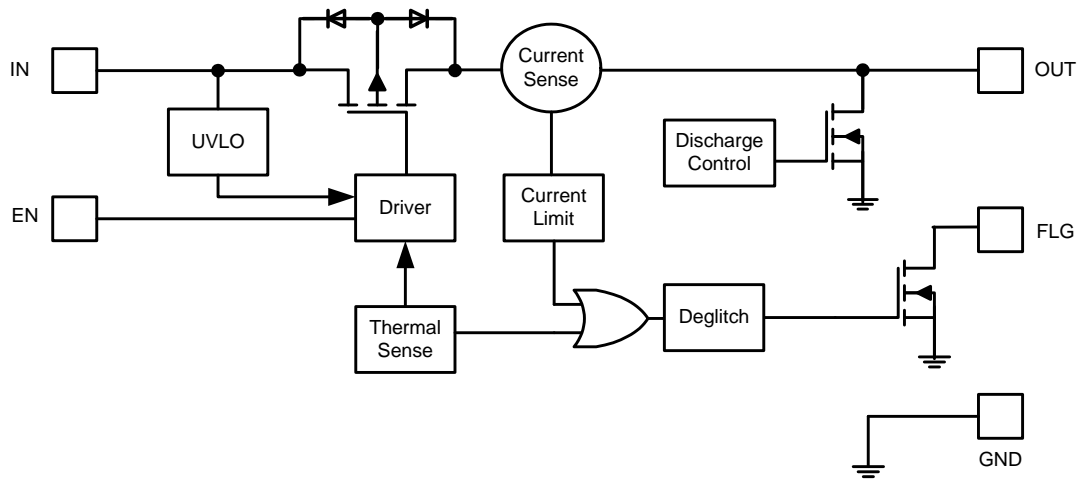 IN
Current
Sense
OUT
UVLO
Discharge
Control
EN
Driver
Current
Limit
FLG
Thermal
Sense
Deglitch
GND